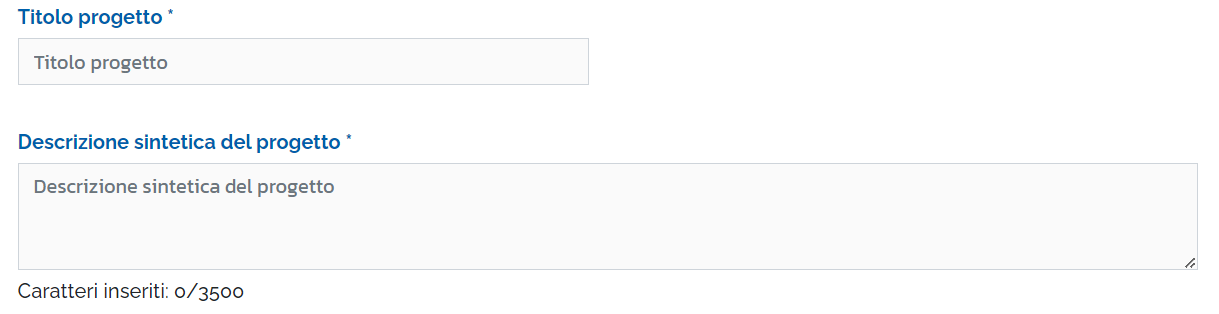 Titolo progetto *
Titolo progetto
Descrizione sintetica del progetto *
Descrizione sintetica del progetto
Caratteri inseriti: 0/3500